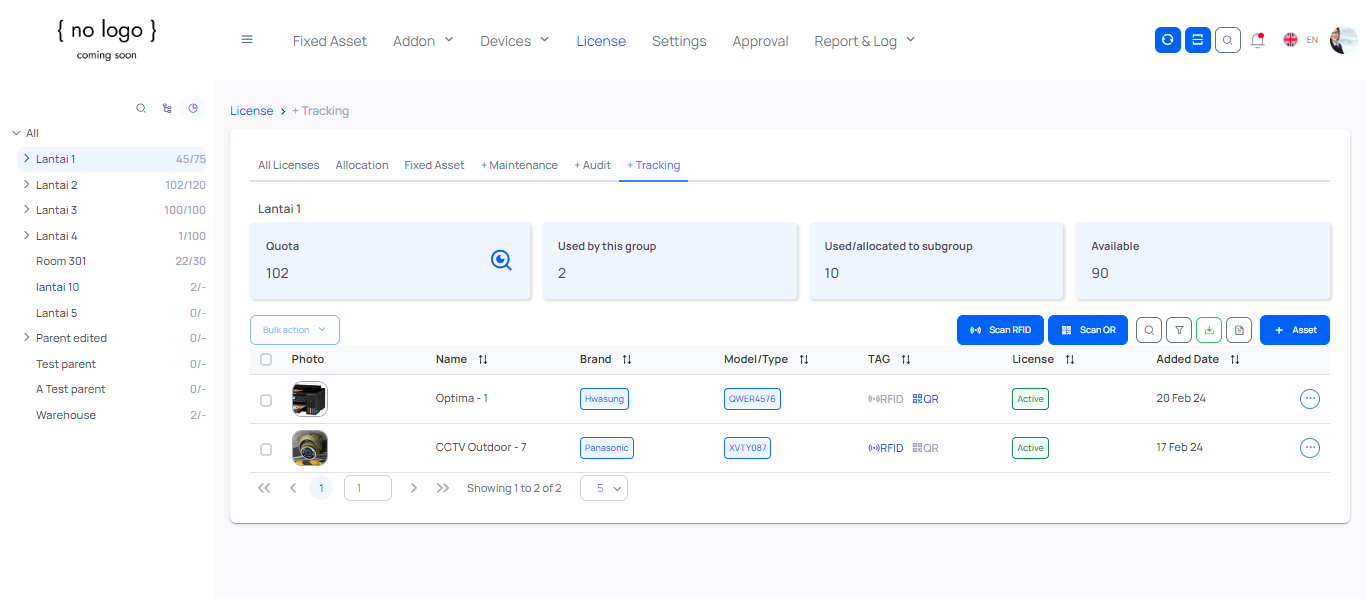 { no logo }
coming soon
Fixed Asset Addon Devices License Settings Approval Report & Log EN
All
Lantai 1 45/75
Lantai 2 102/120
Lantai 3 100/100
Lantai 4 1/100
Room 301 22/30
lantai 10 2/-
Lantai 5 0/-
Parent edited 0/-
Test parent 0/-
A Test parent 0/-
Warehouse 2/-
License > + Tracking
All Licenses Allocation Fixed Asset + Maintenance + Audit + Tracking
Lantai 1
Quota Used by this group Used/allocated to subgroup Available
102 2 10 90
Bulk action Scan RFID Scan QR + Asset
Photo Name Brand Model/Type TAG License Added Date
Optima - 1 Hwasung QWER4576 RFID QR Active 20 Feb 24
CCTV Outdoor - 7 Panasonic XVTY087 RFID QR Active 17 Feb 24
1 1 Showing 1 to 2 of 2 5